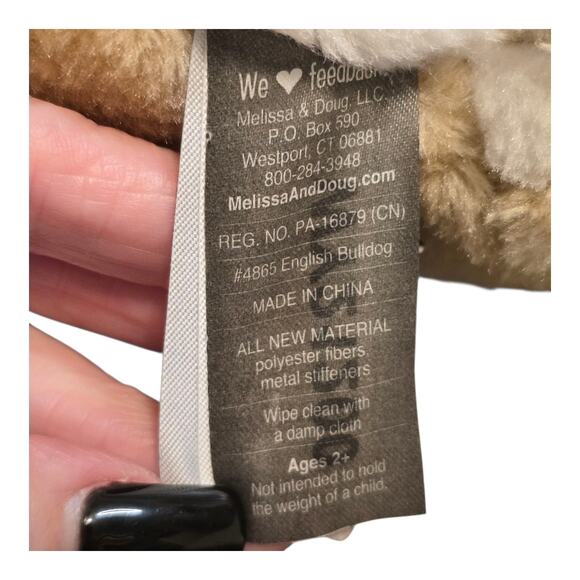 We ♥ feedback
Melissa & Doug, LLC
P.O. Box 590
Westport, CT 06881
800-284-3948
MelissaAndDoug.com
REG. NO. PA-16879 (CN)
#4865 English Bulldog
MADE IN CHINA
ALL NEW MATERIAL
polyester fibers,
metal stiffeners
Wipe clean with
a damp cloth
Ages 2+
Not intended to hold
the weight of a child.